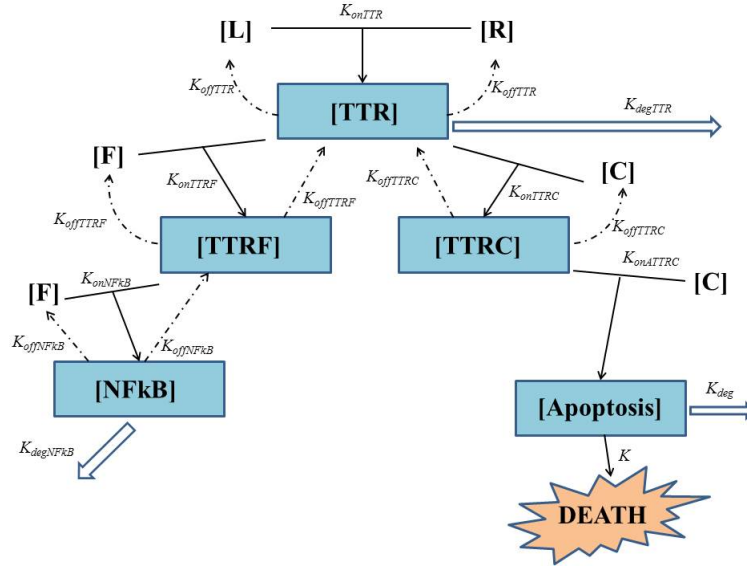 K_onTTR
[L] [R]
K_offTTR K_offTTR
[TTR]
K_degTTR
[F]
K_onTTRF K_offTTRF K_offTTRC K_onTTRC
[C]
K_offTTRF
[TTRF] [TTRC]
K_offTTRC
K_onATTRC
K_onNFkB
[F] [C]
K_offNFkB K_offNFkB
[NFkB]
[Apoptosis]
K_deg
K_degNFkB
K
DEATH